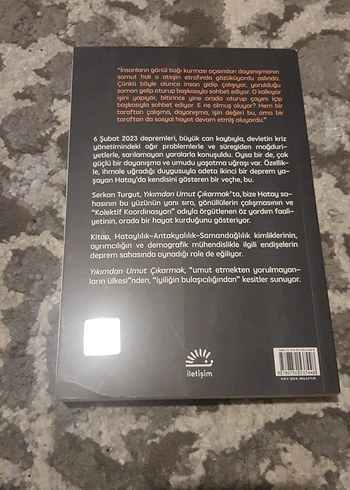 “İnsanların gönül bağı kurması açısından dayanışmanın
somut hali o ateşin etrafında gözüküyordu aslında.
Çünkü böyle olunca insan gidip çalışıyor, yorulduğu
zaman gelip oturup başkasıyla sohbet ediyor. O kalkıyor
işini yapıyor, bitirince yine orada oturup çayını içip
başkasıyla sohbet ediyor. E ne olmuş oluyor? Hem bir
taraftan çalışma, dayanışma, işin değeri bu, ama bir
taraftan da sosyal hayat devam etmiş oluyordu.”
6 Şubat 2023 depremleri, büyük can kaybıyla, devletin kriz
yönetimindeki ağır problemlerle ve süregiden mağduri-
yetlerle, sarılamayan yaralarla konuşuldu. Oysa bir de, çok
güçlü bir dayanışma ve umudu yaşatma uğraşı var. Özellik-
le, ihmale uğradığı duygusuyla adeta ikinci bir deprem ya-
şayan Hatay’da kendisini gösteren bir veçhe, bu.
Serkan Turgut, Yıkımdan Umut Çıkarmak’ta, bize Hatay sa-
hasının bu yüzünün yanı sıra, gönüllülerin çalışmasının ve
“Kolektif Koordinasyon” adıyla örgütlenen öz yardım faali-
yetinin, orada bir hayat kurduğunu gösteriyor.
Kitap, Hataylılık-Antakyalılık-Samandağlılık kimliklerinin,
ayrımcılığın ve demografik mühendislikle ilgili endişelerin
deprem sahasında oynadığı role de eğiliyor.
Yıkımdan Umut Çıkarmak, “umut etmekten yorulmayan-
ların ülkesi”nden, “iyiliğin bulaşıcılığından” kesitler sunuyor.
iletişim